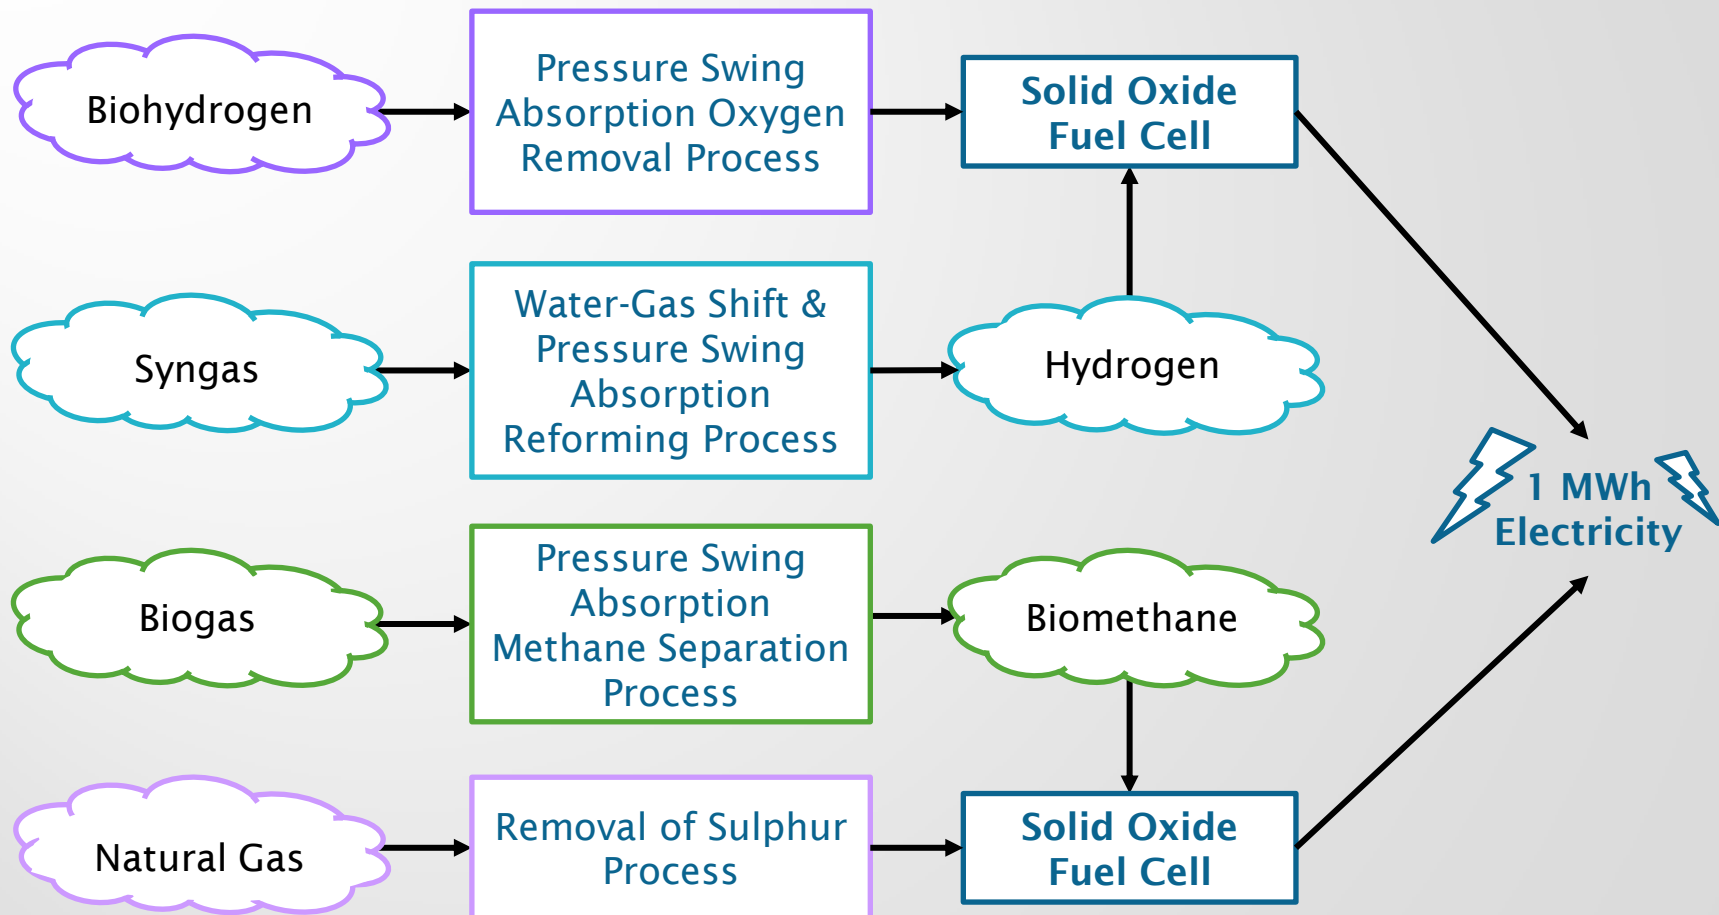 Biohydrogen
Pressure Swing
Absorption Oxygen
Removal Process
Solid Oxide
Fuel Cell
Syngas
Water-Gas Shift &
Pressure Swing
Absorption
Reforming Process
Hydrogen
1 MWh
Electricity
Biogas
Pressure Swing
Absorption
Methane Separation
Process
Biomethane
Natural Gas
Removal of Sulphur
Process
Solid Oxide
Fuel Cell